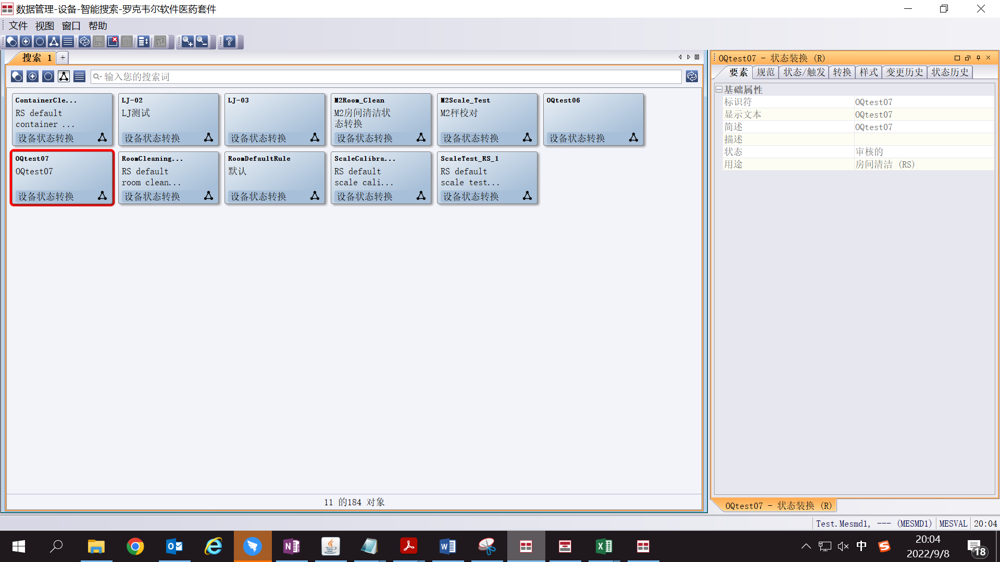 数据管理-设备-智能搜索-罗克韦尔软件医药套件
文件 视图 窗口 帮助
搜索 1 +
输入您的搜索词
ContainerCle...
RS default
container ...
设备状态转换
LJ-02
LJ测试
设备状态转换
LJ-03
设备状态转换
M2Room_Clean
M2房间清洁状
态转换
设备状态转换
M2Scale_Test
M2秤校对
设备状态转换
OQtest06
设备状态转换
OQtest07
OQtest07
设备状态转换
RoomCleaning...
RS default
room clean...
设备状态转换
RoomDefaultRule
默认
设备状态转换
ScaleCalibra...
RS default
scale cali...
设备状态转换
ScaleTest_RS_1
RS default
scale test...
设备状态转换
11 的184 对象
OQtest07 - 状态装换 (R)
要素 规范 状态/触发 转换 样式 变更历史 状态历史
基础属性
标识符 OQtest07
显示文本 OQtest07
简述 OQtest07
描述
状态 审核的
用途 房间清洁 (RS)
OQtest07 - 状态装换 (R)
Test.Mesmd1, --- (MESMD1) MESVAL 20:04
中
20:04
2022/9/8
18